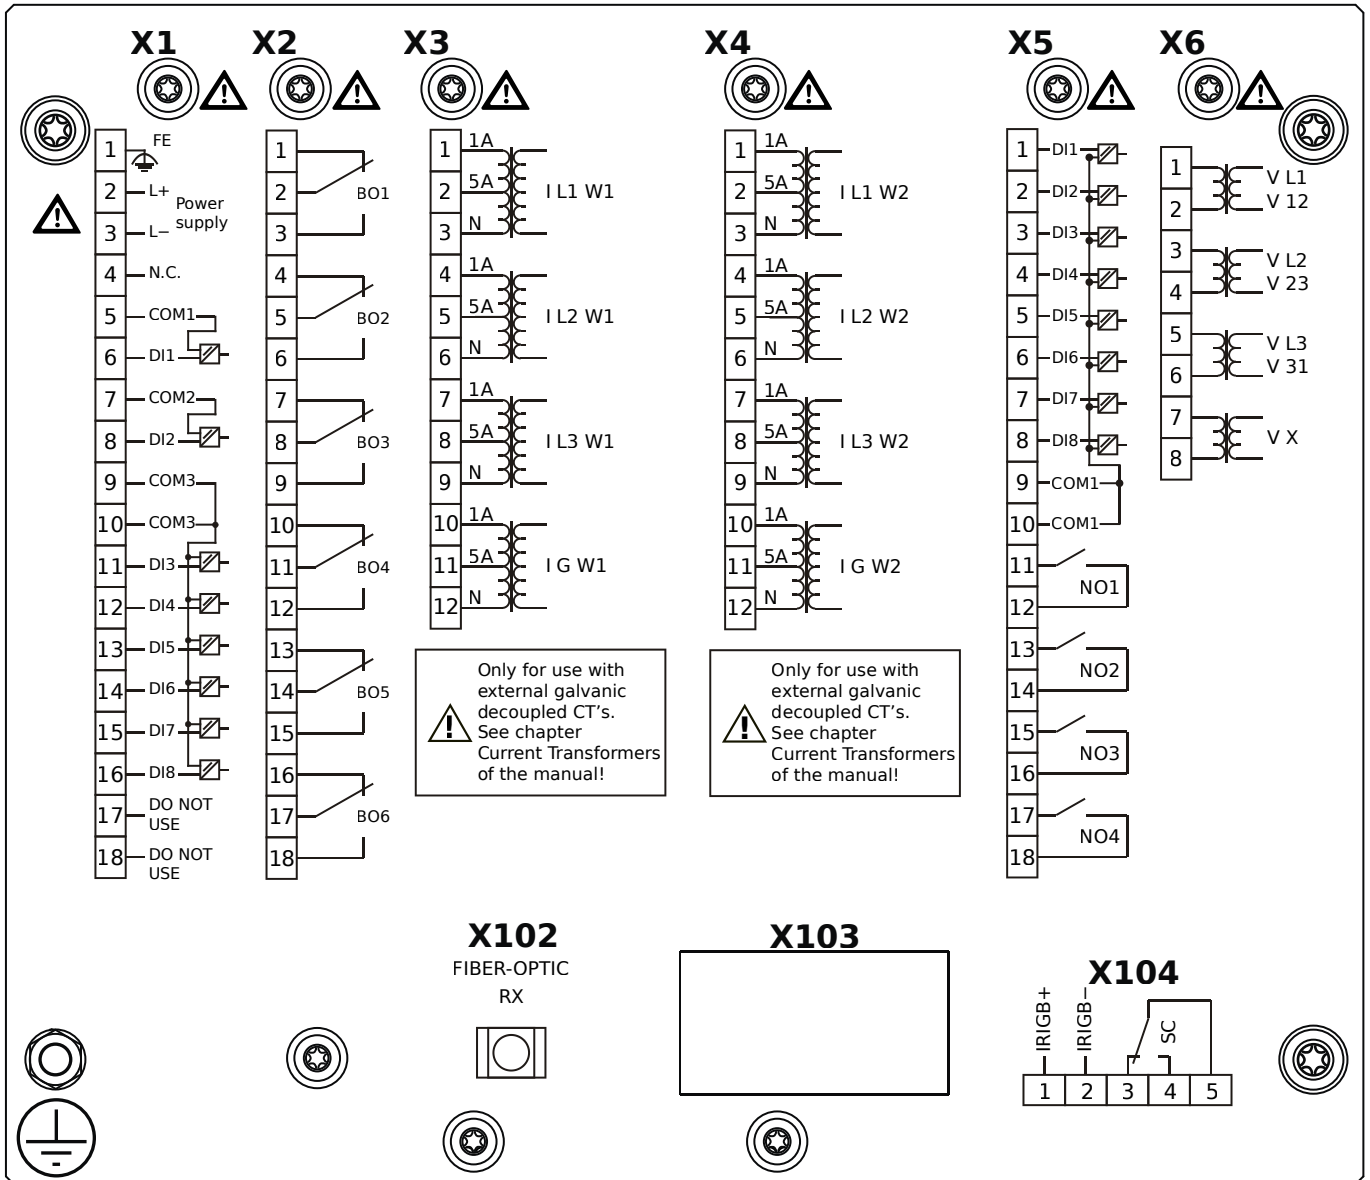 X1
X2
X3
X4
X5
X6
1 FE
2 L+
Power
supply
3 L−
4 N.C.
5 COM1
6 DI1
7 COM2
8 DI2
9 COM3
10 COM3
11 DI3
12 DI4
13 DI5
14 DI6
15 DI7
16 DI8
17 DO NOT
USE
18 DO NOT
USE
1
2 BO1
3
4
5 BO2
6
7
8 BO3
9
10
11 BO4
12
13
14 BO5
15
16
17 BO6
18
1 1A
2 5A I L1 W1
3 N
4 1A
5 5A I L2 W1
6 N
7 1A
8 5A I L3 W1
9 N
10 1A
11 5A I G W1
12 N
Only for use with
external galvanic
decoupled CT's.
See chapter
Current Transformers
of the manual!
1 1A
2 5A I L1 W2
3 N
4 1A
5 5A I L2 W2
6 N
7 1A
8 5A I L3 W2
9 N
10 1A
11 5A I G W2
12 N
Only for use with
external galvanic
decoupled CT's.
See chapter
Current Transformers
of the manual!
1 DI1
2 DI2
3 DI3
4 DI4
5 DI5
6 DI6
7 DI7
8 DI8
9 COM1
10 COM1
11
NO1
12
13
NO2
14
15
NO3
16
17
NO4
18
1 V L1
2 V 12
3 V L2
4 V 23
5 V L3
6 V 31
7
V X
8
X102
FIBER-OPTIC
RX
X103
X104
IRIGB+
IRIGB−
SC
1 2 3 4 5